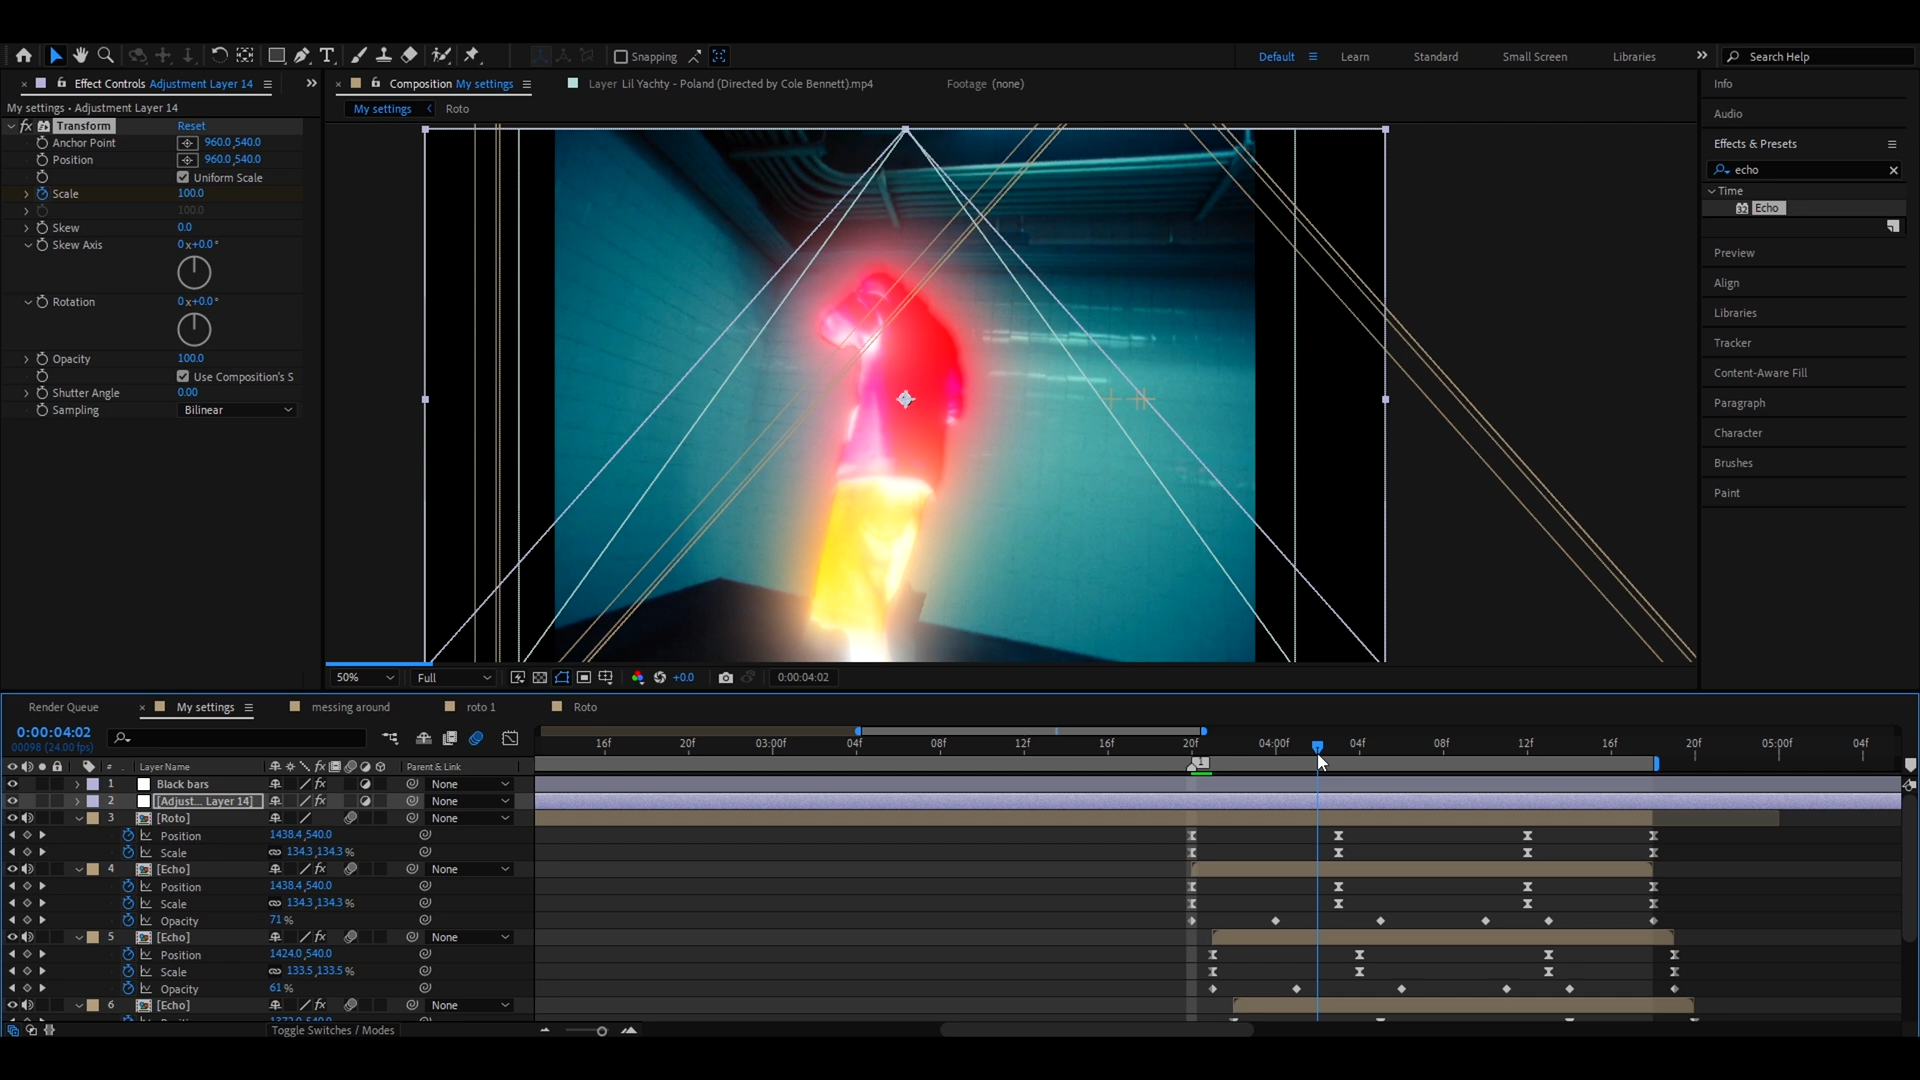 Snapping
Default
Learn
Standard
Small Screen
Libraries
Search Help
Effect Controls Adjustment Layer 14
Composition My settings
Layer Lil Yachty - Poland (Directed by Cole Bennett).mp4
Footage (none)
Info
My settings • Adjustment Layer 14
My settings
Roto
Audio
fx Transform
Reset
Anchor Point
960.0,540.0
Effects & Presets
Position
960.0,540.0
echo
Uniform Scale
Time
Scale
100.0
Echo
100.0
Skew
0.0
Skew Axis
0x+0.0°
Preview
Align
Rotation
0x+0.0°
Libraries
Tracker
Opacity
100.0
Content-Aware Fill
Use Composition's S
Shutter Angle
0.00
Paragraph
Sampling
Bilinear
Character
Brushes
Paint
50%
Full
+0.0
0:00:04:02
Render Queue
My settings
messing around
roto 1
Roto
0:00:04:02
00098 (24.00 fps)
16f
20f
03:00f
04f
08f
12f
16f
20f
04:00f
04f
08f
12f
16f
20f
05:00f
04f
#
Layer Name
Parent & Link
1
1
Black bars
None
2
[Adjust... Layer 14]
None
3
[Roto]
None
Position
1438.4,540.0
Scale
134.3,134.3%
4
[Echo]
None
Position
1438.4,540.0
Scale
134.3,134.3%
Opacity
71%
5
[Echo]
None
Position
1424.0,540.0
Scale
133.5,133.5%
Opacity
61%
6
[Echo]
None
Toggle Switches / Modes